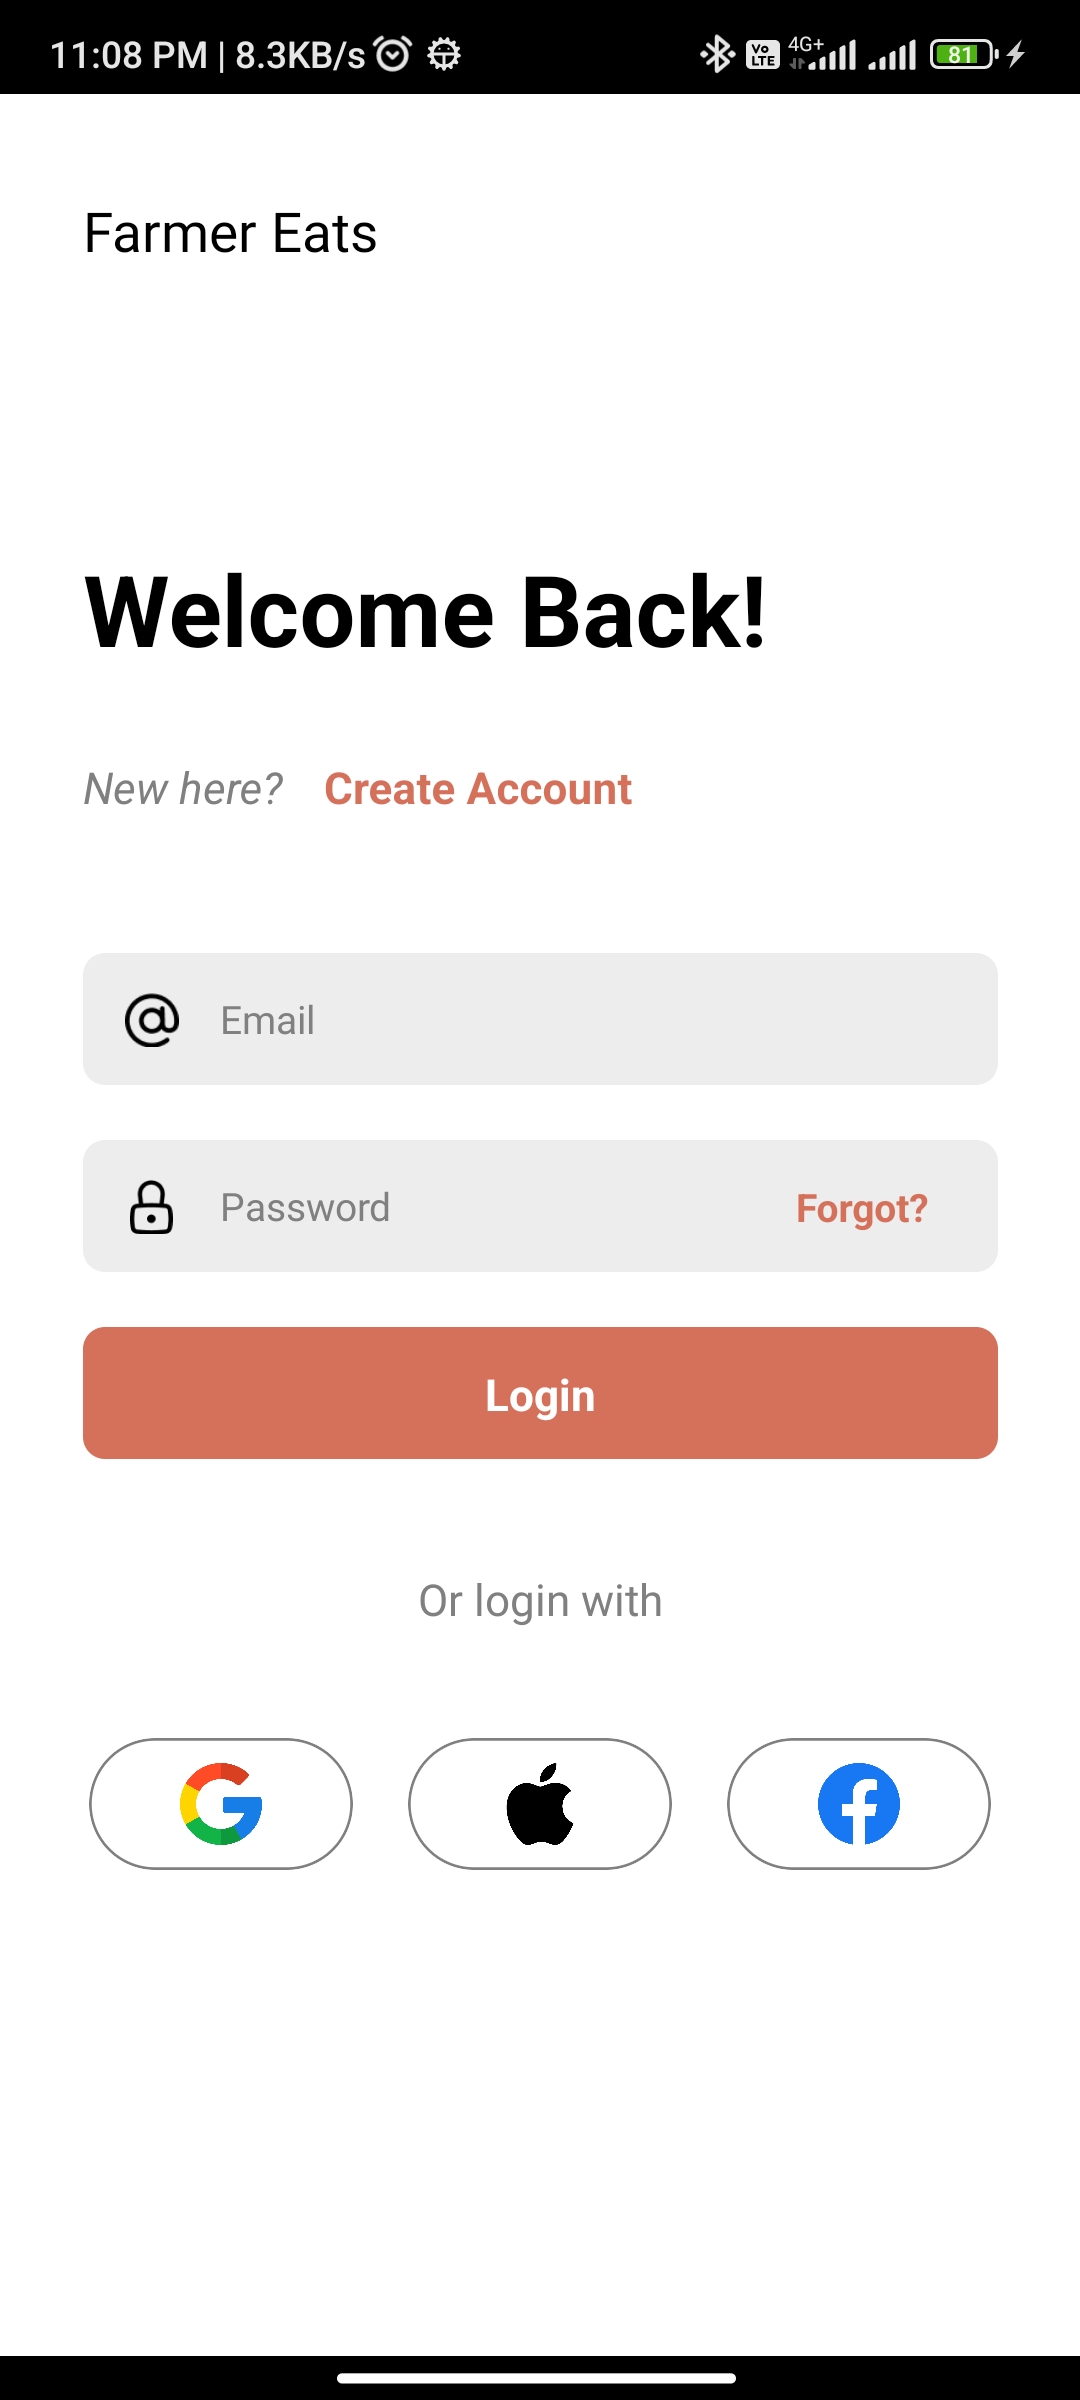 11:08 PM | 8.3KB/s Vo LTE 4G+ 81
Farmer Eats
Welcome Back!
New here? Create Account
@ Email
Password Forgot?
Login
Or login with